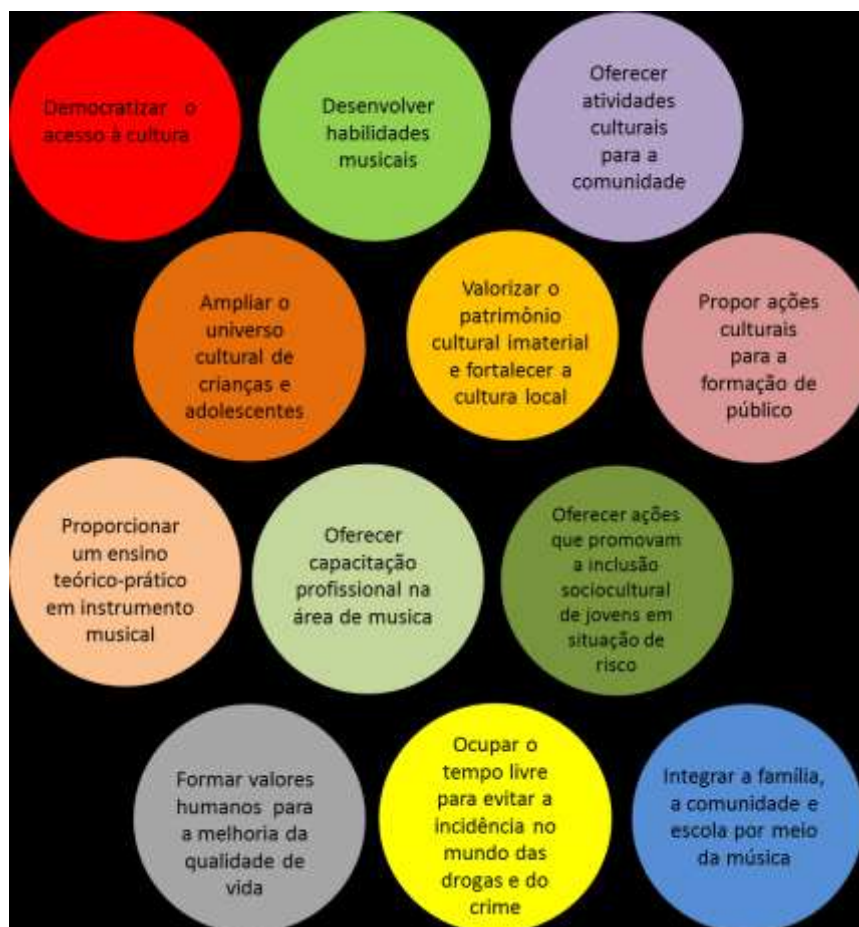 Democratizar o
acesso à cultura
Desenvolver
habilidades
musicais
Oferecer
atividades
culturais
para a
comunidade
Ampliar o
universo
cultural de
crianças e
adolescentes
Valorizar o
patrimônio
cultural imaterial
e fortalecer a
cultura local
Propor ações
culturais
para a
formação de
público
Proporcionar
um ensino
teórico-prático
em instrumento
musical
Oferecer
capacitação
profissional na
área de musica
Oferecer ações
que promovam
a inclusão
sociocultural
de jovens em
situação de
risco
Formar valores
humanos para
a melhoria da
qualidade de
vida
Ocupar o
tempo livre
para evitar a
incidência no
mundo das
drogas e do
crime
Integrar a família,
a comunidade e
escola por meio
da música